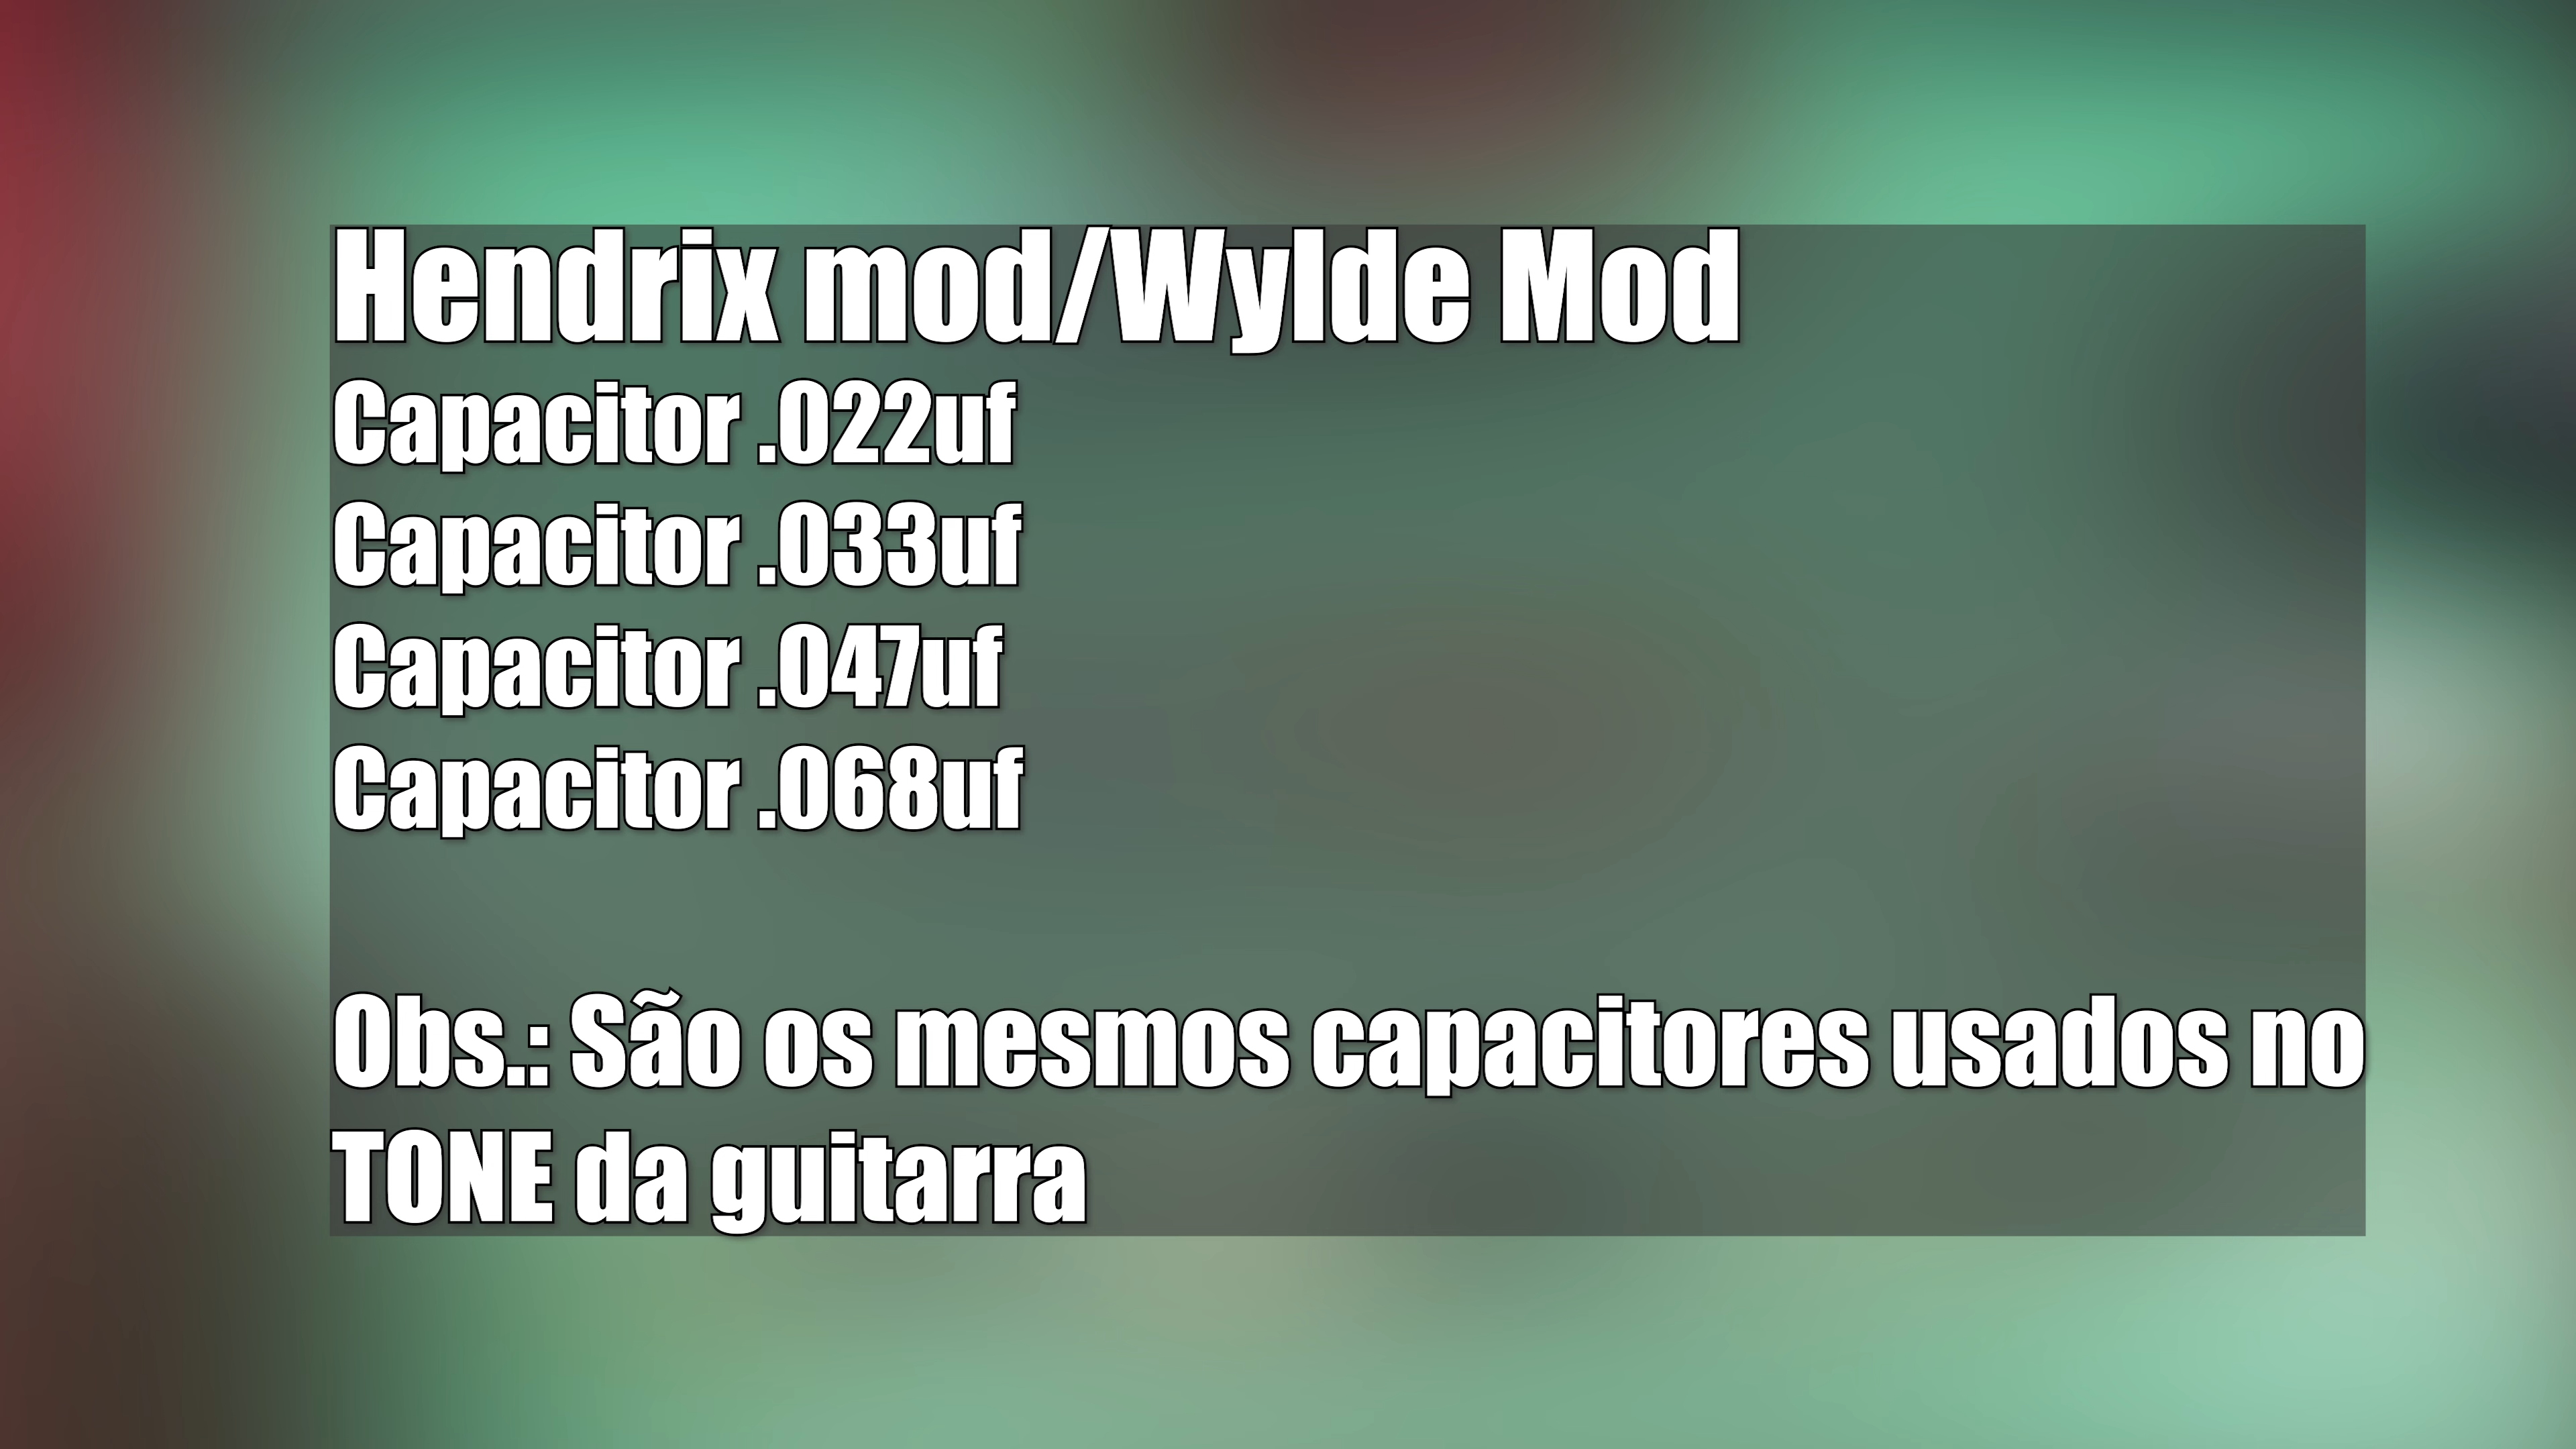 Hendrix mod/Wylde Mod
Capacitor .022uf
Capacitor .033uf
Capacitor .047uf
Capacitor .068uf
Obs.: São os mesmos capacitores usados no
TONE da guitarra